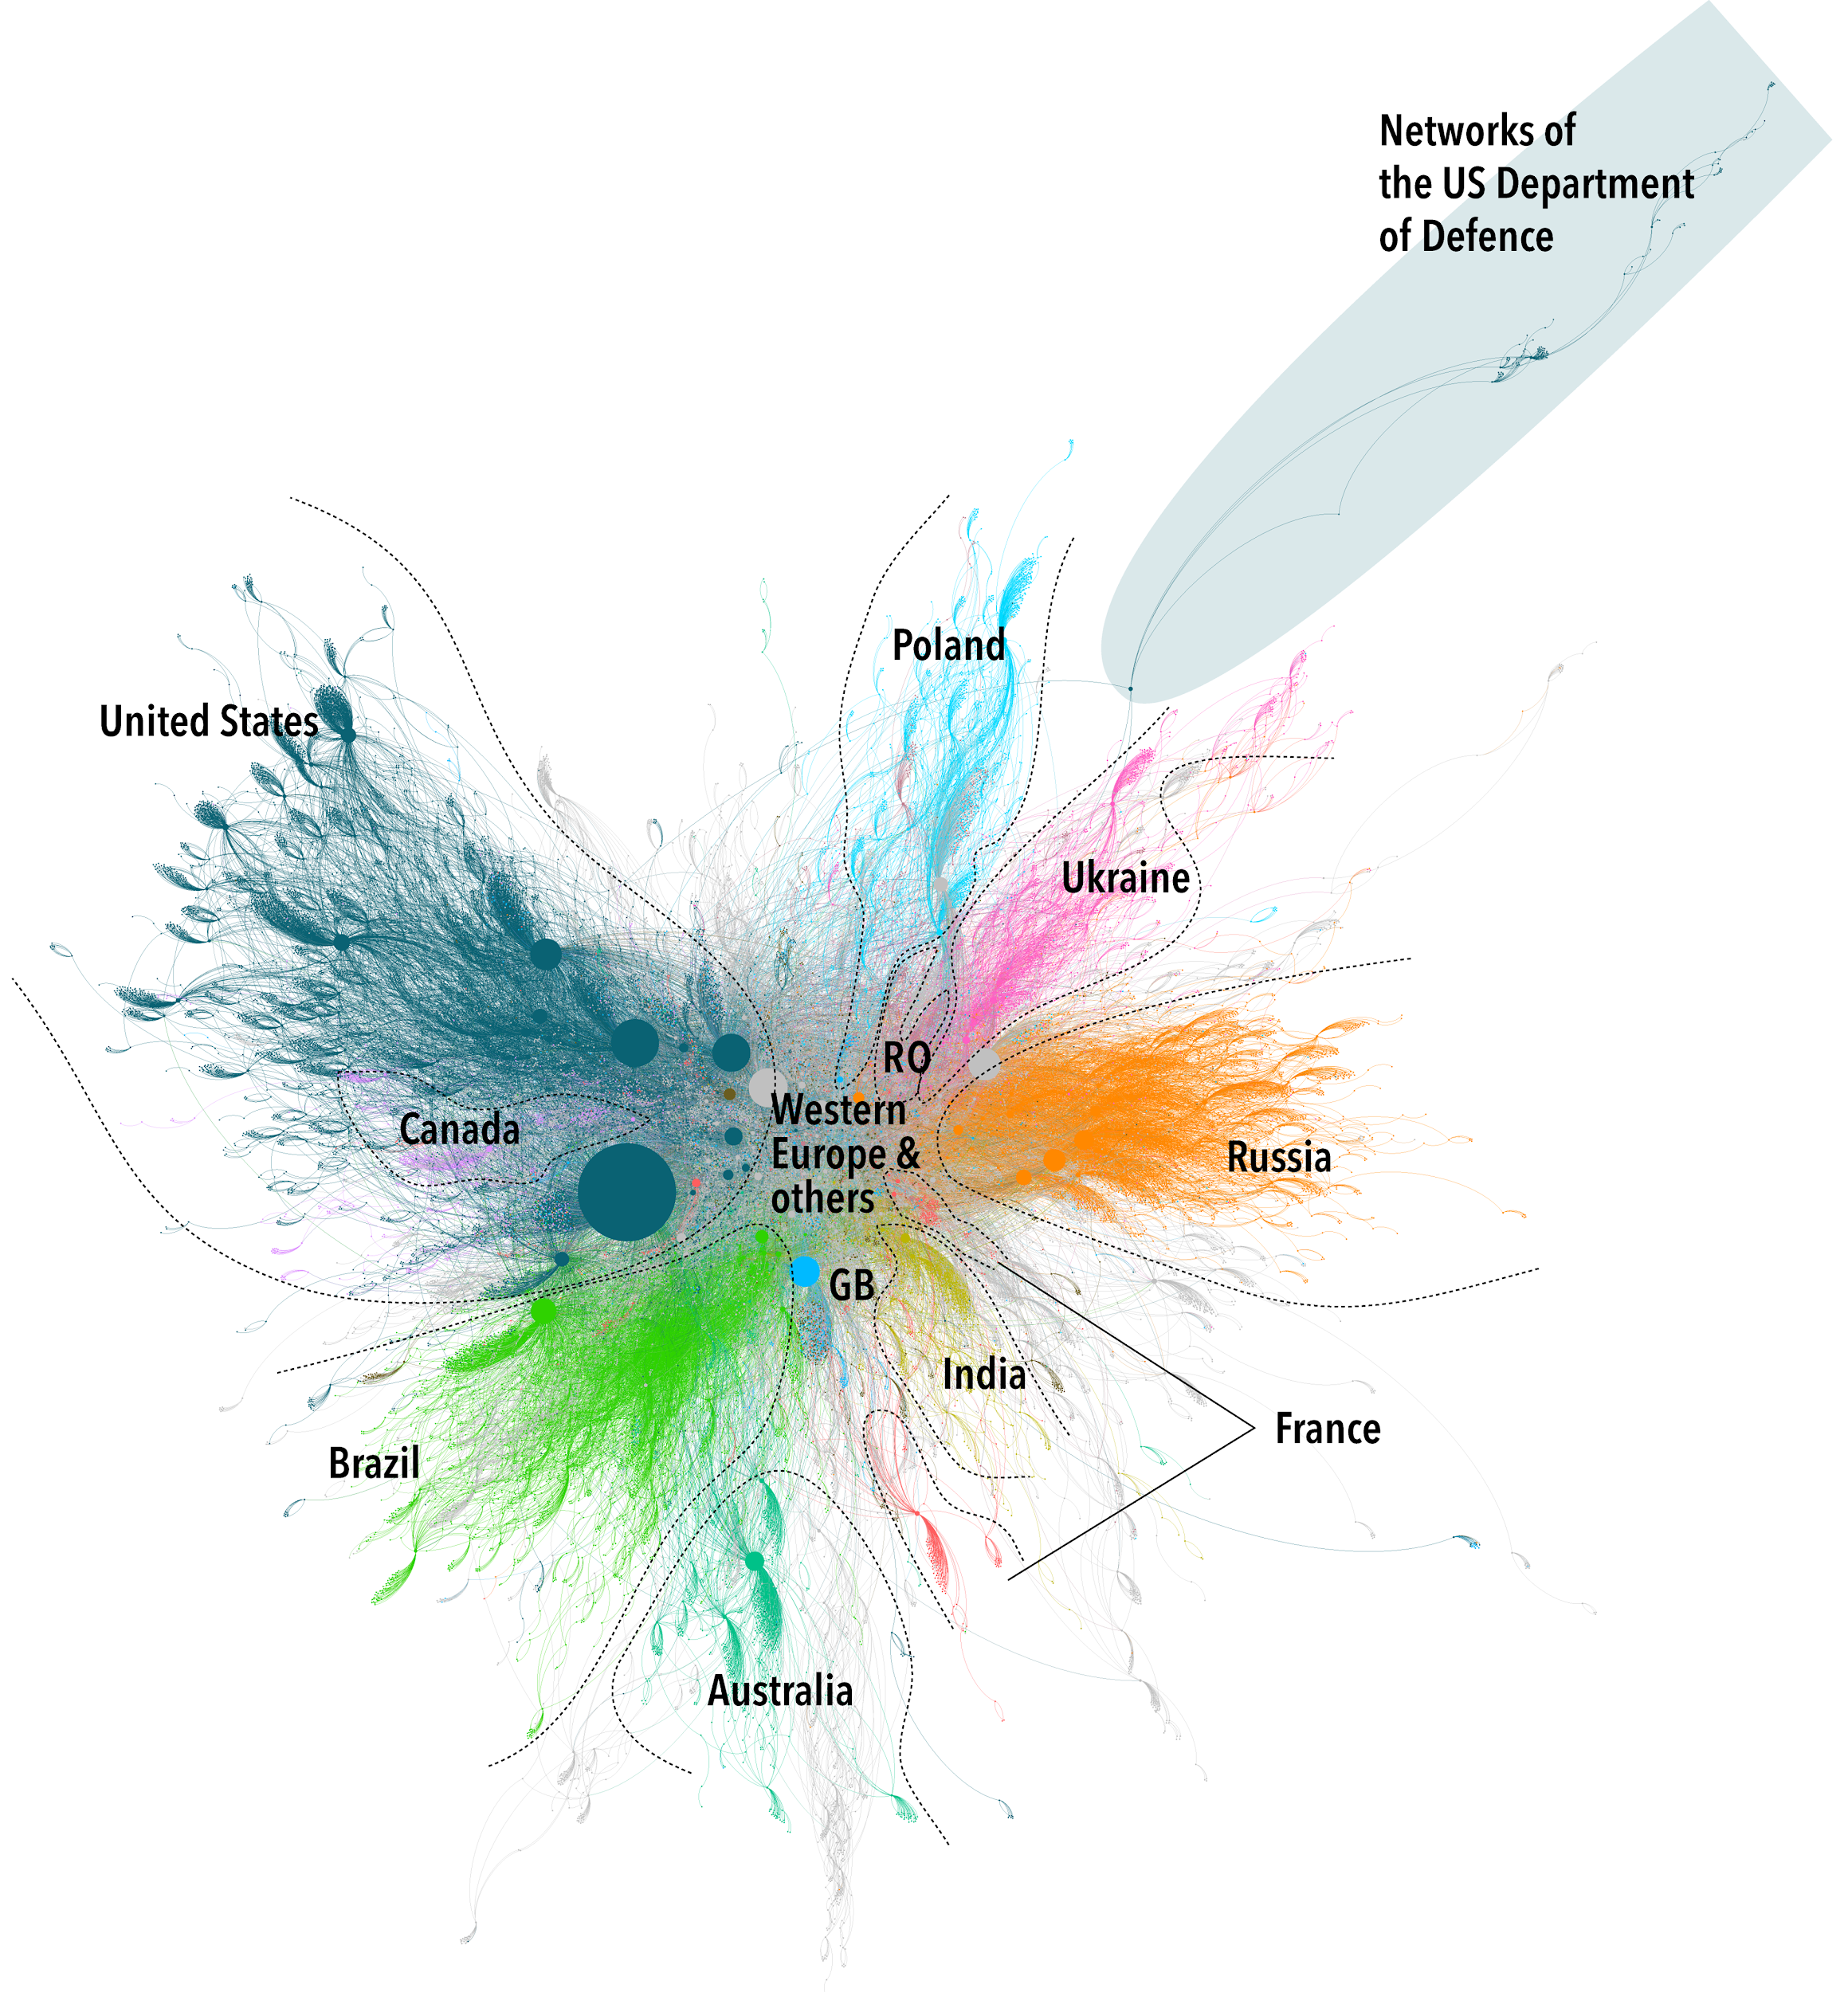 Networks of
the US Department
of Defence
Poland
United States
Ukraine
RO
Western
Europe &
others
Canada
Russia
GB
India
France
Brazil
Australia